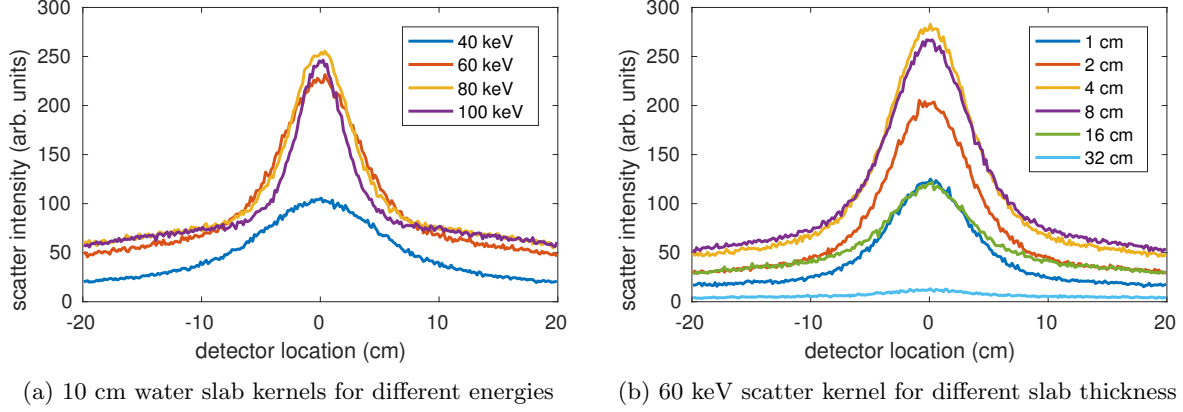 300
250
200
150
100
50
0
scatter intensity (arb. units)
40 keV
60 keV
80 keV
100 keV
-20
-10
0
10
20
detector location (cm)
(a) 10 cm water slab kernels for different energies
300
250
200
150
100
50
0
scatter intensity (arb. units)
1 cm
2 cm
4 cm
8 cm
16 cm
32 cm
-20
-10
0
10
20
detector location (cm)
(b) 60 keV scatter kernel for different slab thickness